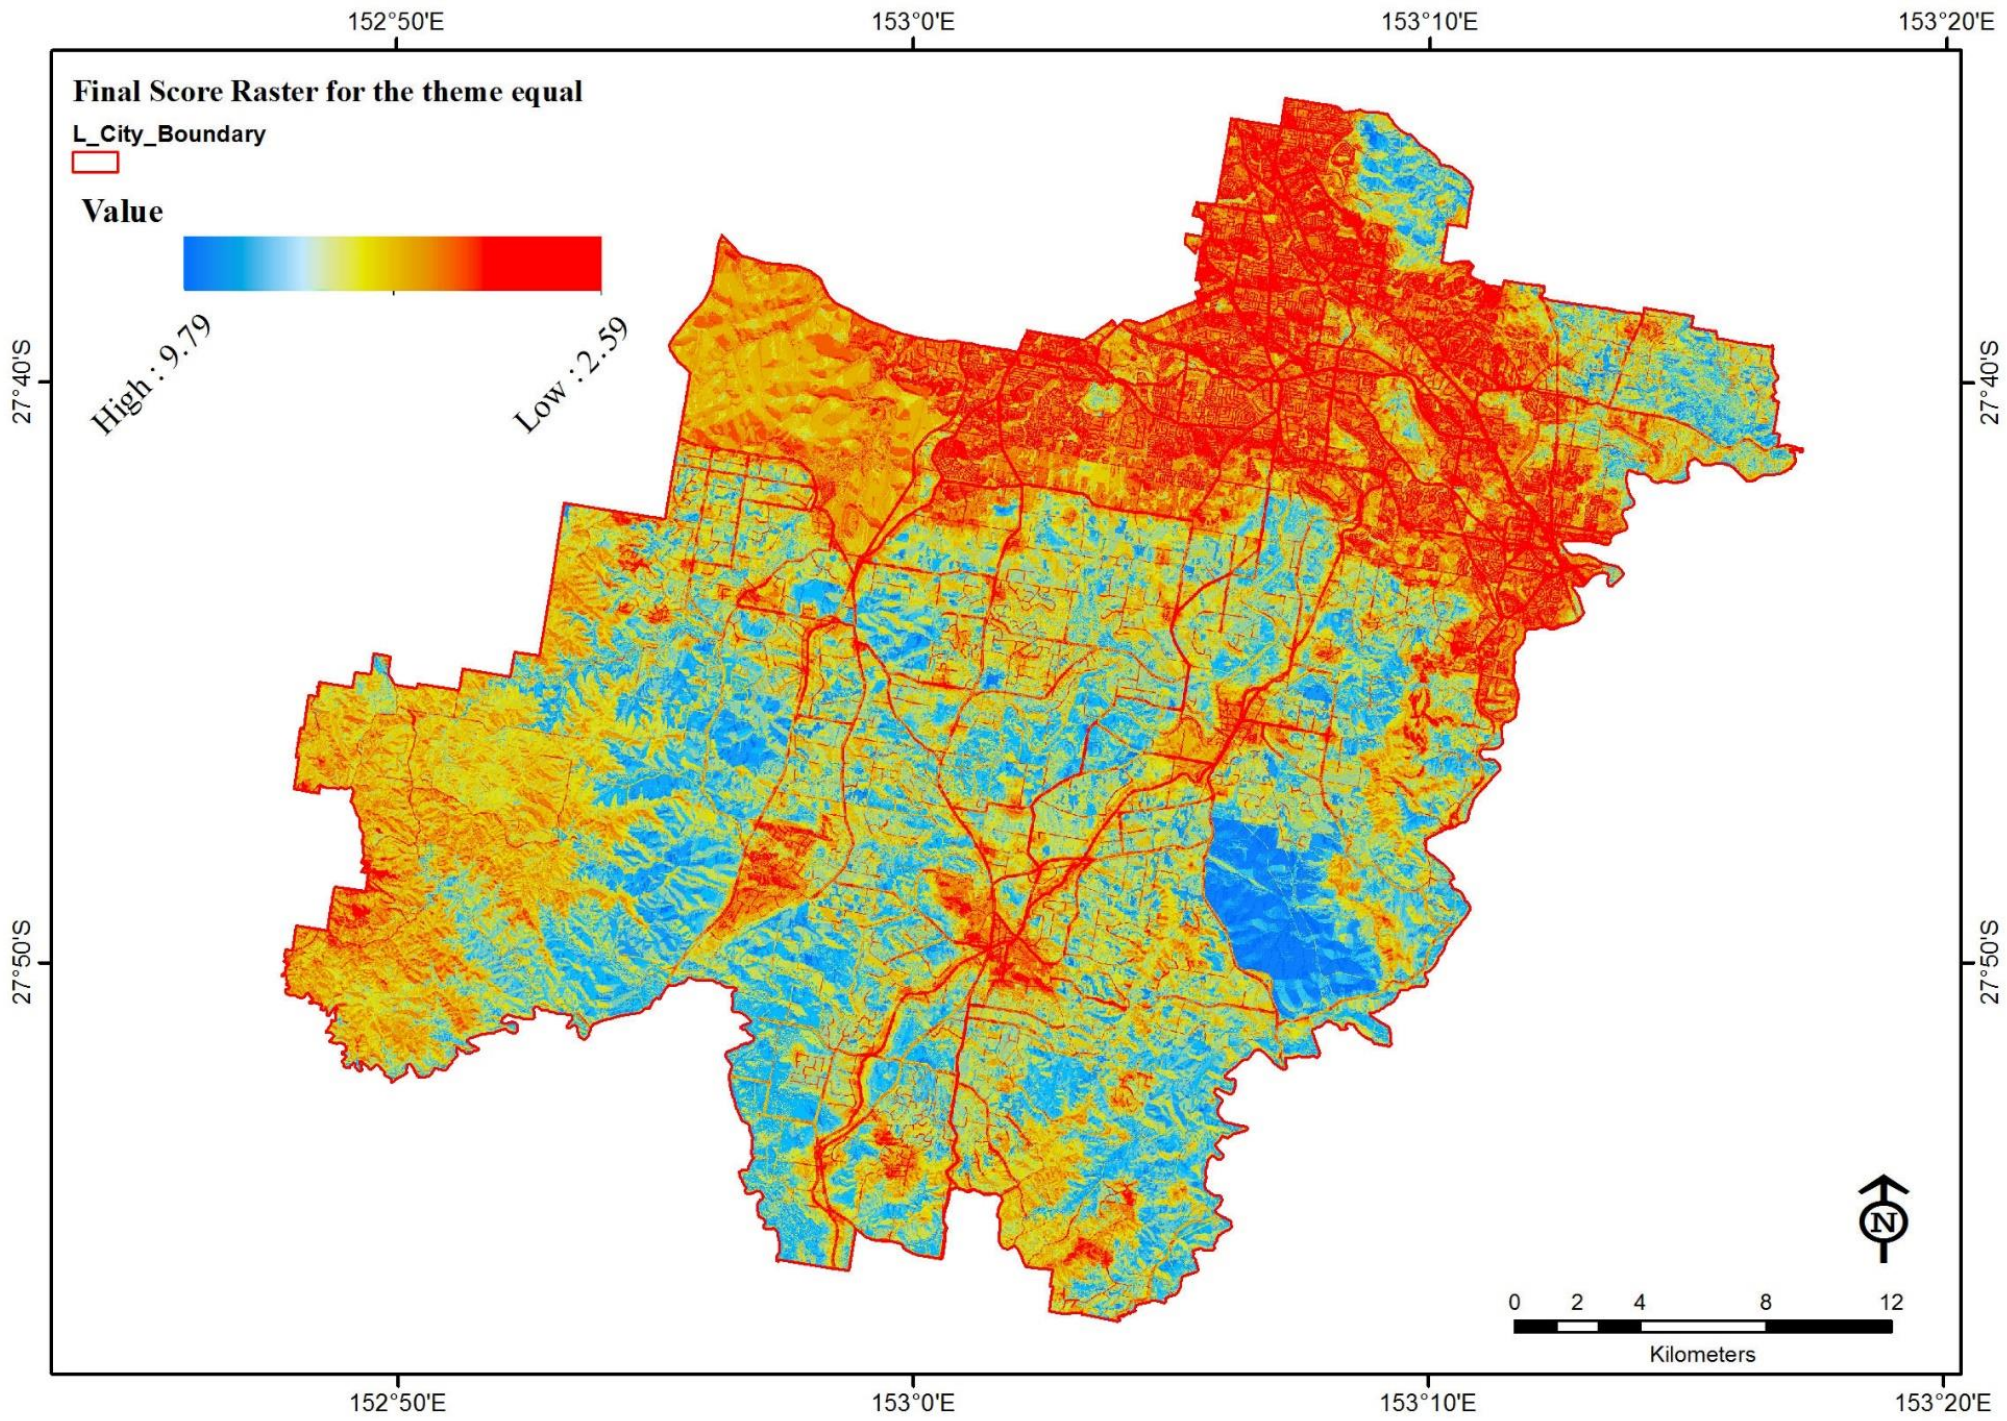 152°50'E 153°0'E 153°10'E 153°20'E
Final Score Raster for the theme equal
L_City_Boundary
Value
High : 9.79
Low : 2.59
27°40'S
27°40'S
27°50'S
27°50'S
N
0 2 4 8 12
Kilometers
152°50'E 153°0'E 153°10'E 153°20'E